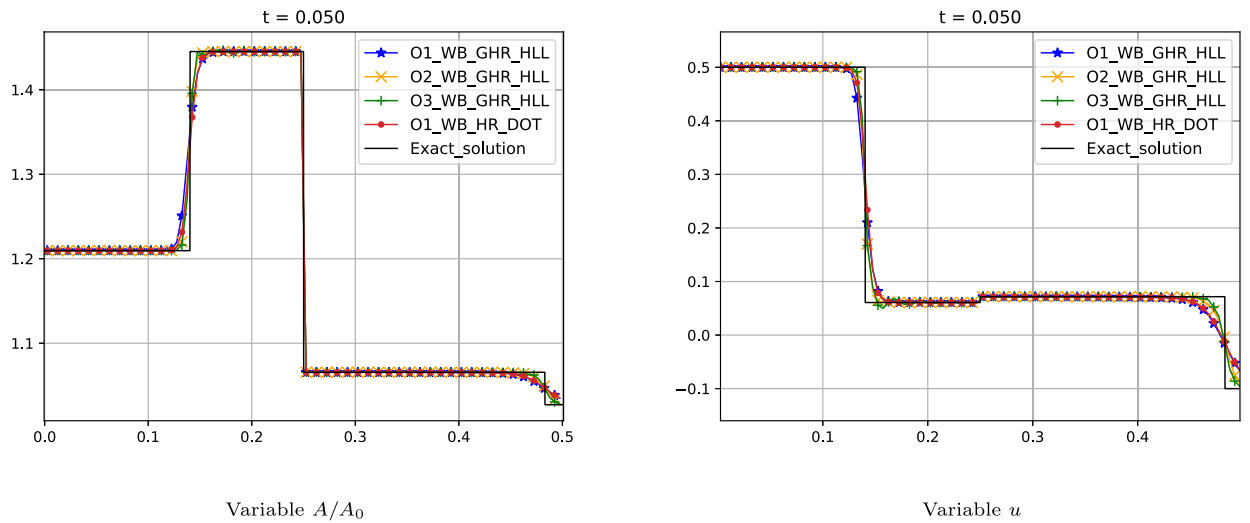 t = 0.050
1.4
1.3
1.2
1.1
0.0
0.1
0.2
0.3
0.4
0.5
O1_WB_GHR_HLL
O2_WB_GHR_HLL
O3_WB_GHR_HLL
O1_WB_HR_DOT
Exact_solution
Variable A/A₀
t = 0.050
0.5
0.4
0.3
0.2
0.1
0.0
−0.1
0.1
0.2
0.3
0.4
O1_WB_GHR_HLL
O2_WB_GHR_HLL
O3_WB_GHR_HLL
O1_WB_HR_DOT
Exact_solution
Variable u